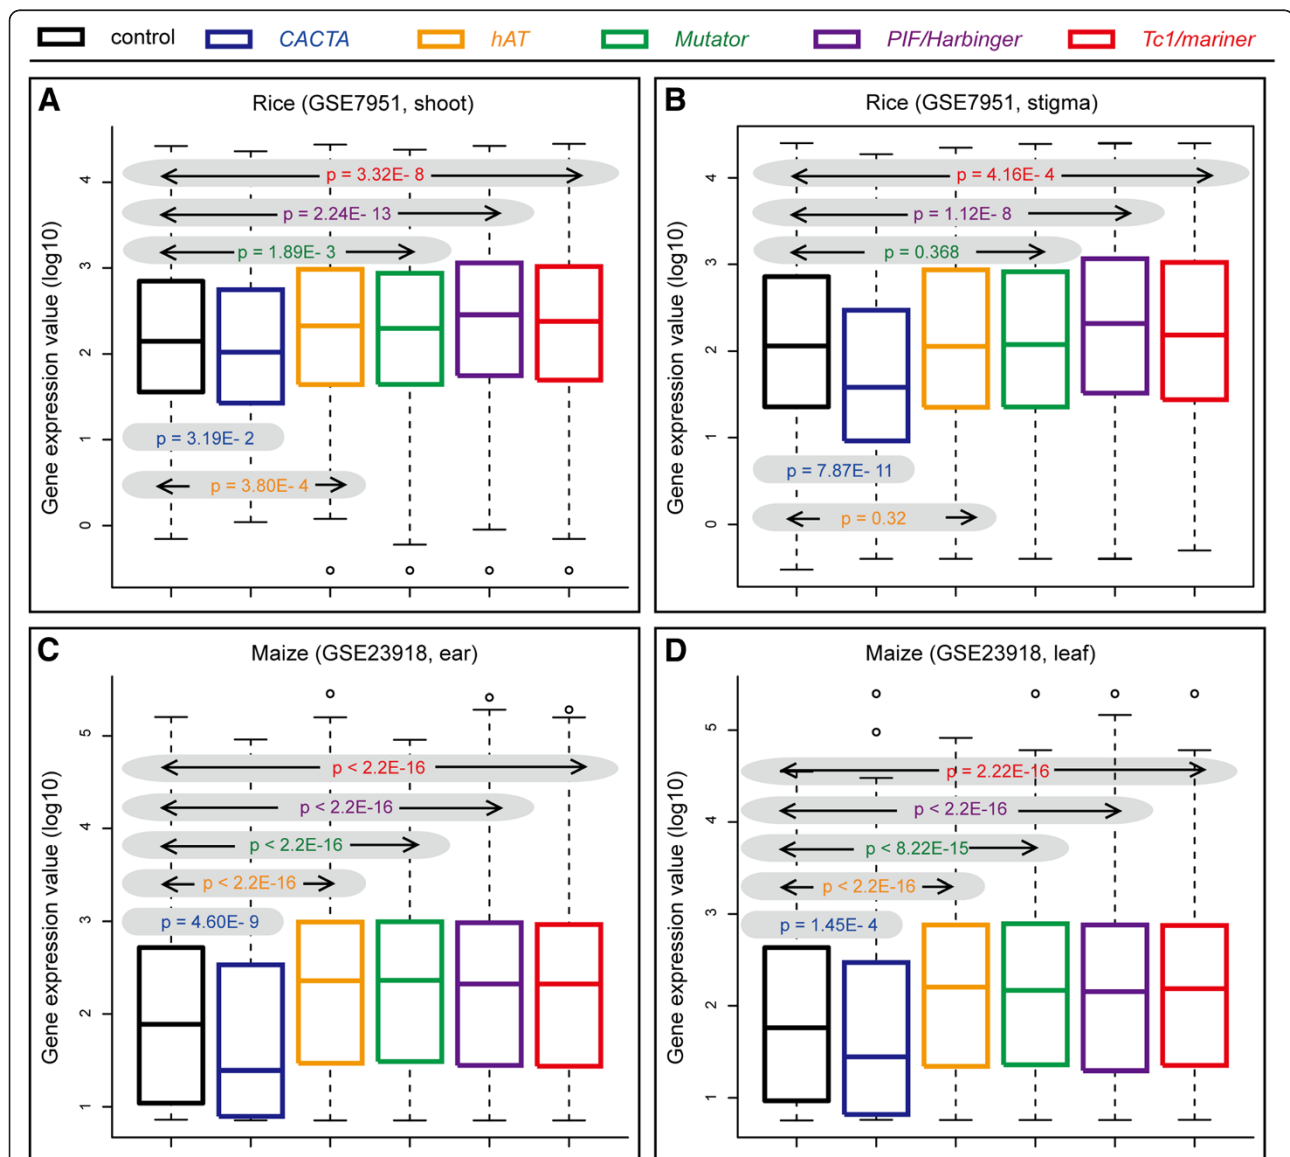 control CACTA hAT Mutator PIF/Harbinger Tc1/mariner
A
Rice (GSE7951, shoot)
Gene expression value (log10)
4
3
2
1
0
p = 3.32E- 8
p = 2.24E- 13
p = 1.89E- 3
p = 3.19E- 2
p = 3.80E- 4
B
Rice (GSE7951, stigma)
Gene expression value (log10)
4
3
2
1
0
p = 4.16E- 4
p = 1.12E- 8
p = 0.368
p = 7.87E- 11
p = 0.32
C
Maize (GSE23918, ear)
Gene expression value (log10)
5
4
3
2
1
p < 2.2E-16
p < 2.2E-16
p < 2.2E-16
p < 2.2E-16
p = 4.60E- 9
D
Maize (GSE23918, leaf)
Gene expression value (log10)
5
4
3
2
1
p = 2.22E-16
p < 2.2E-16
p < 8.22E-15
p < 2.2E-16
p = 1.45E- 4